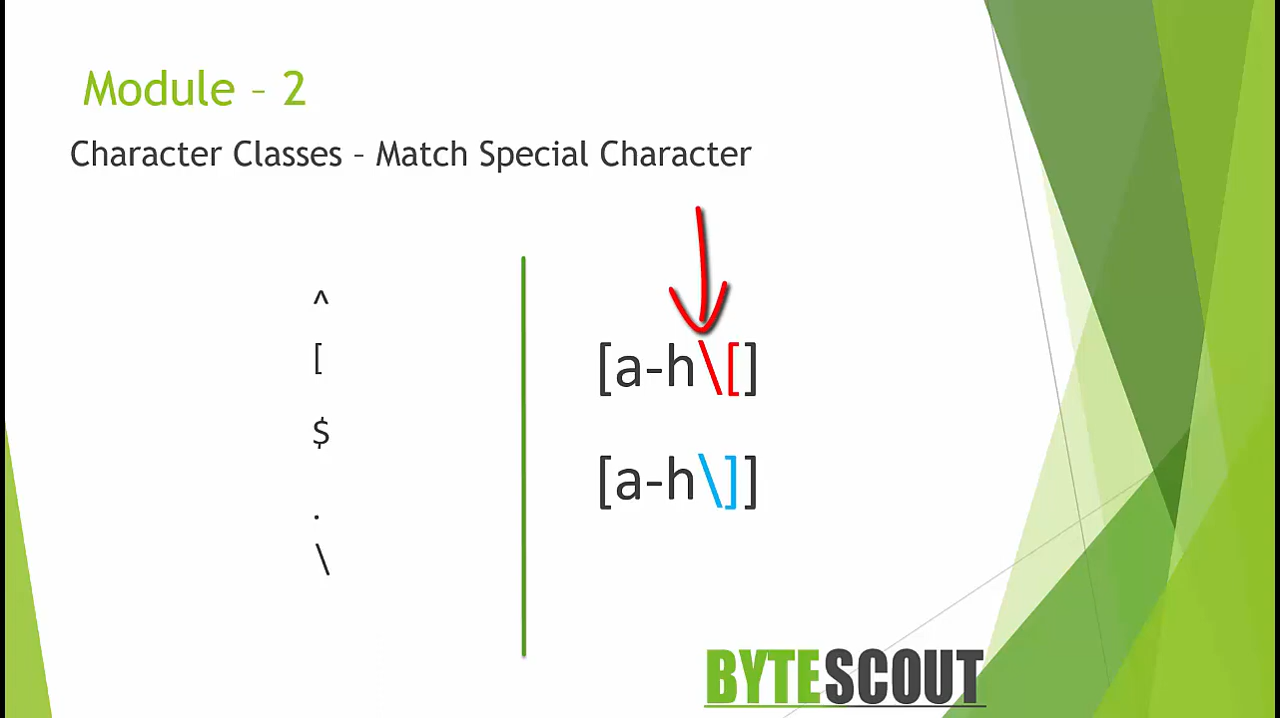 Module – 2
Character Classes – Match Special Character
^
[
$
.
\
[a-h\[]
[a-h\]]
BYTESCOUT